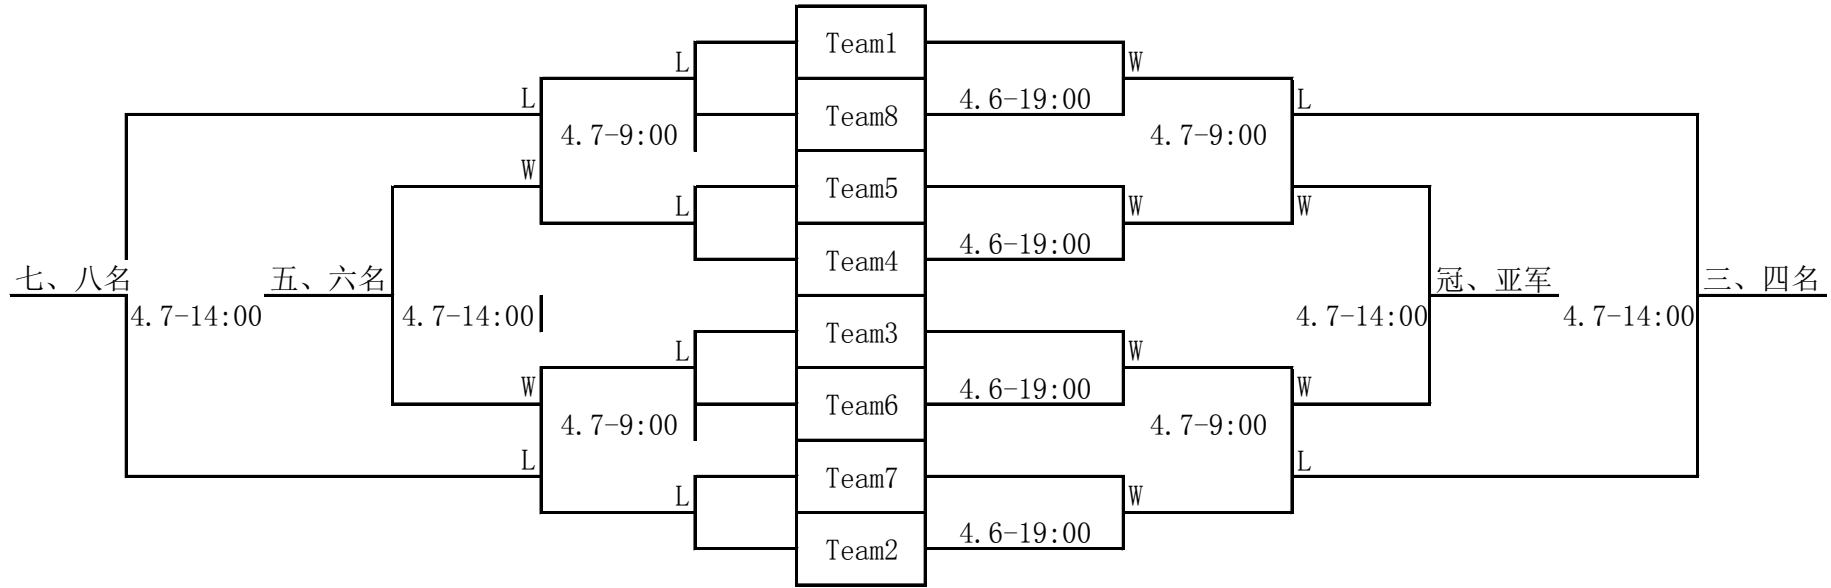 Team1
L
W
L
4.6-19:00
L
Team8
4.7-9:00
4.7-9:00
W
Team5
L
W
W
4.6-19:00
Team4
七、八名
五、六名
冠、亚军
三、四名
4.7-14:00
4.7-14:00
4.7-14:00
4.7-14:00
Team3
L
W
W
4.6-19:00
W
Team6
4.7-9:00
4.7-9:00
L
L
Team7
L
W
4.6-19:00
Team2